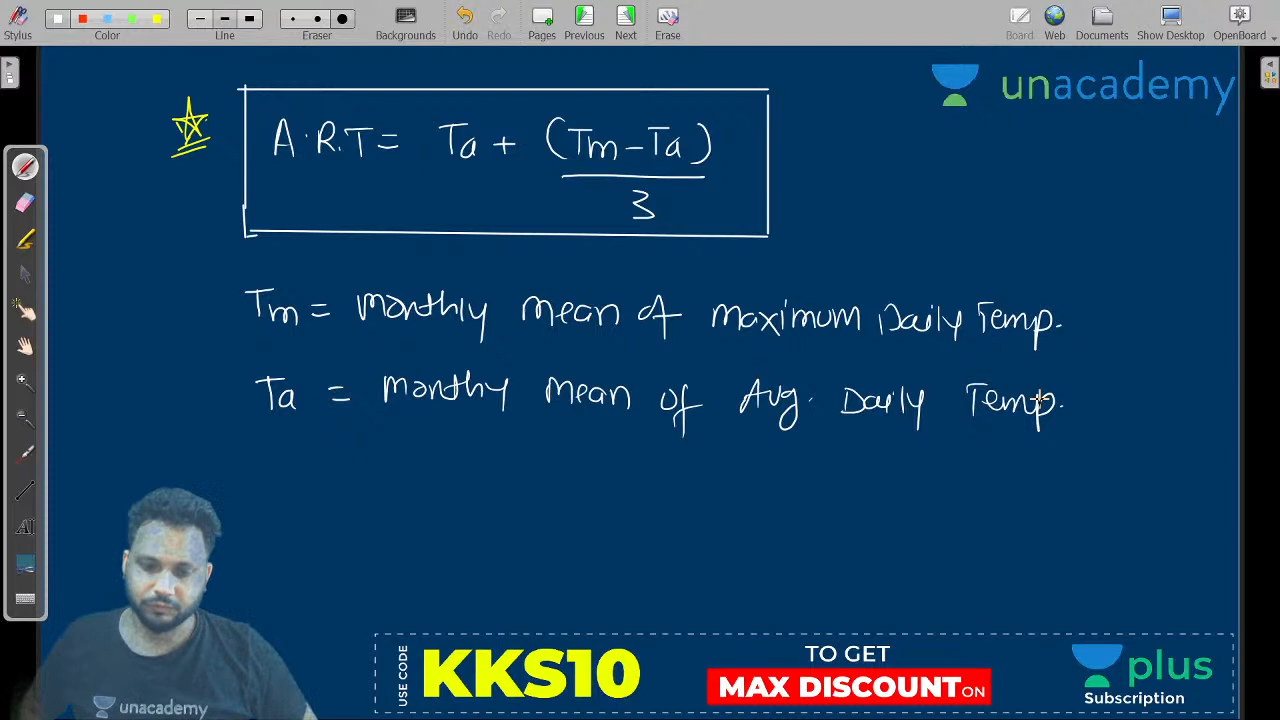 Stylus Color Line Eraser Backgrounds Undo Redo Pages Previous Next Erase Board Web Documents Show Desktop OpenBoard
unacademy
A.R.T = Ta + (Tm - Ta)
3
Tm = Monthly Mean of Maximum Daily Temp.
Ta = Monthy Mean of Avg. Daily Temp.
unacademy
USE CODE
KKS10
TO GET
MAX DISCOUNT ON
plus
Subscription